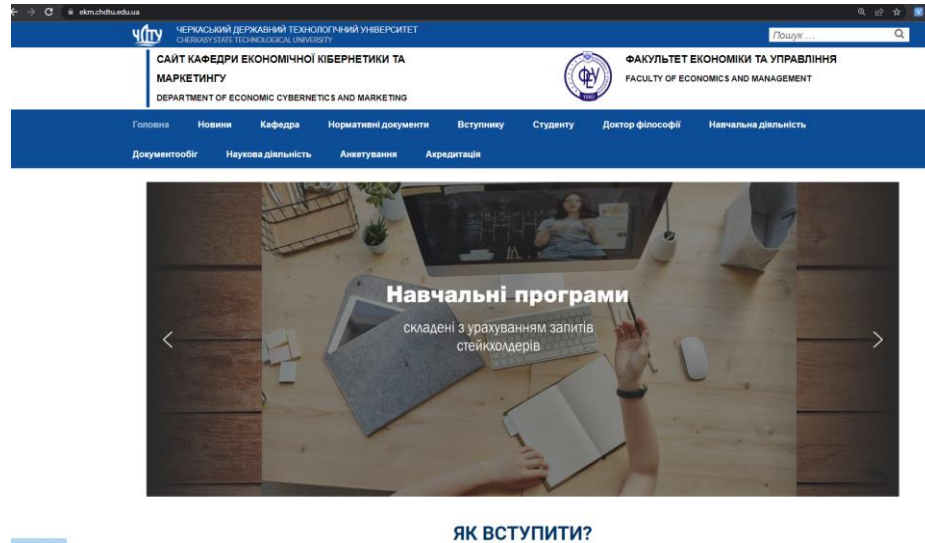 ekm.chdtu.edu.ua
ЧДТУ
ЧЕРКАСЬКИЙ ДЕРЖАВНИЙ ТЕХНОЛОГІЧНИЙ УНІВЕРСИТЕТ
CHERKASY STATE TECHNOLOGICAL UNIVERSITY
Пошук ...
САЙТ КАФЕДРИ ЕКОНОМІЧНОЇ КІБЕРНЕТИКИ ТА
МАРКЕТИНГУ
DEPARTMENT OF ECONOMIC CYBERNETICS AND MARKETING
ФЕУ
ФАКУЛЬТЕТ ЕКОНОМІКИ ТА УПРАВЛІННЯ
FACULTY OF ECONOMICS AND MANAGEMENT
Головна Новини Кафедра Нормативні документи Вступнику Студенту Доктор філософії Навчальна діяльність
Документообіг Наукова діяльність Анкетування Акредитація
Навчальні програми
складені з урахуванням запитів
стейкхолдерів
ЯК ВСТУПИТИ?